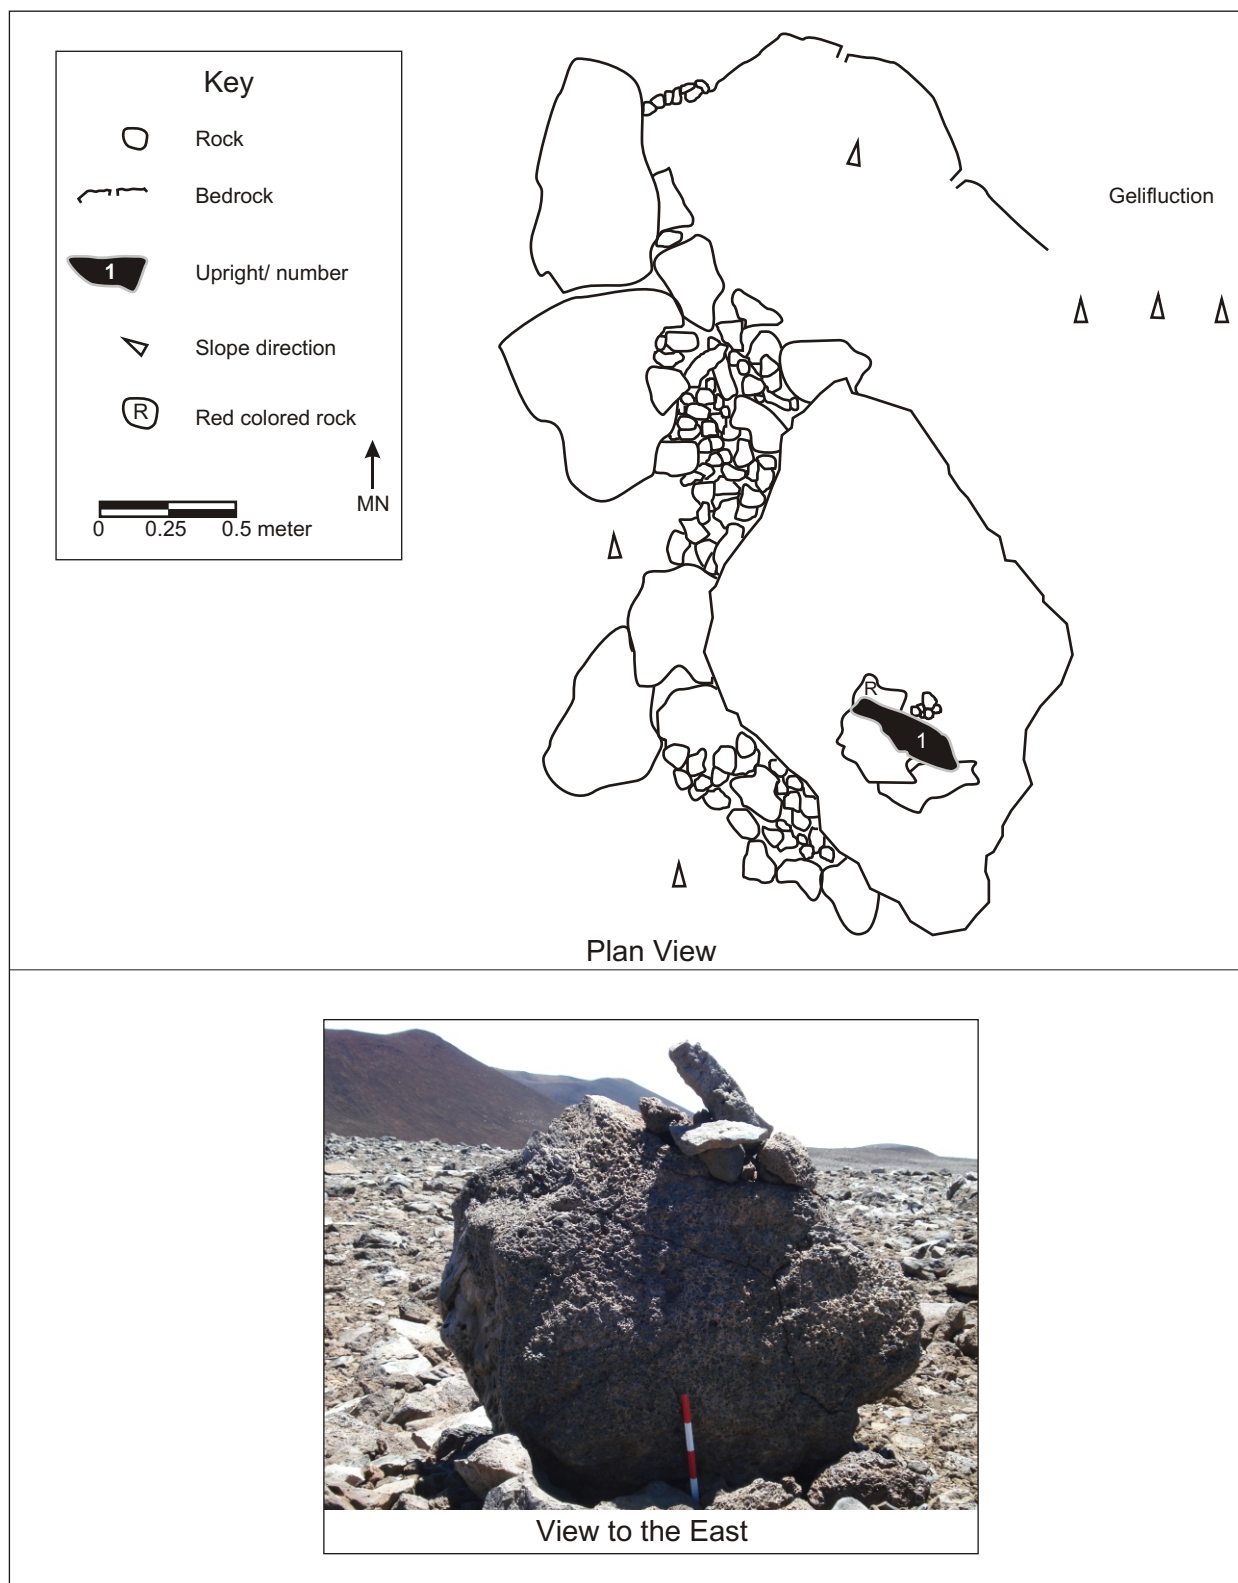 Key
Rock
Bedrock
1
Upright/ number
Slope direction
R
Red colored rock
MN
0 0.25 0.5 meter
Gelifluction
R
1
Plan View
View to the East